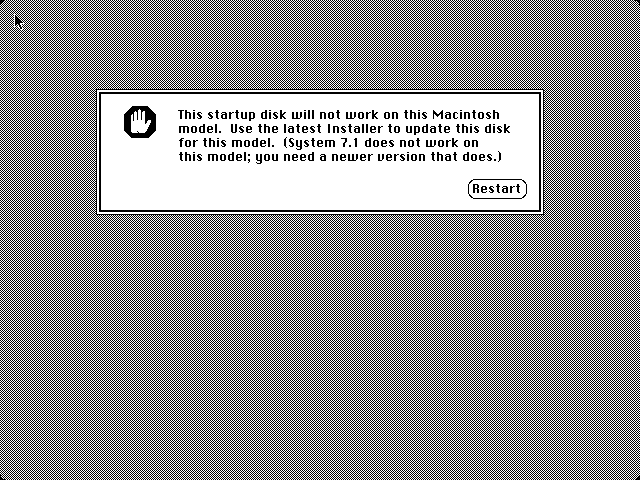 This startup disk will not work on this Macintosh
model.  Use the latest Installer to update this disk
for this model.  (System 7.1 does not work on
this model; you need a newer version that does.)
Restart